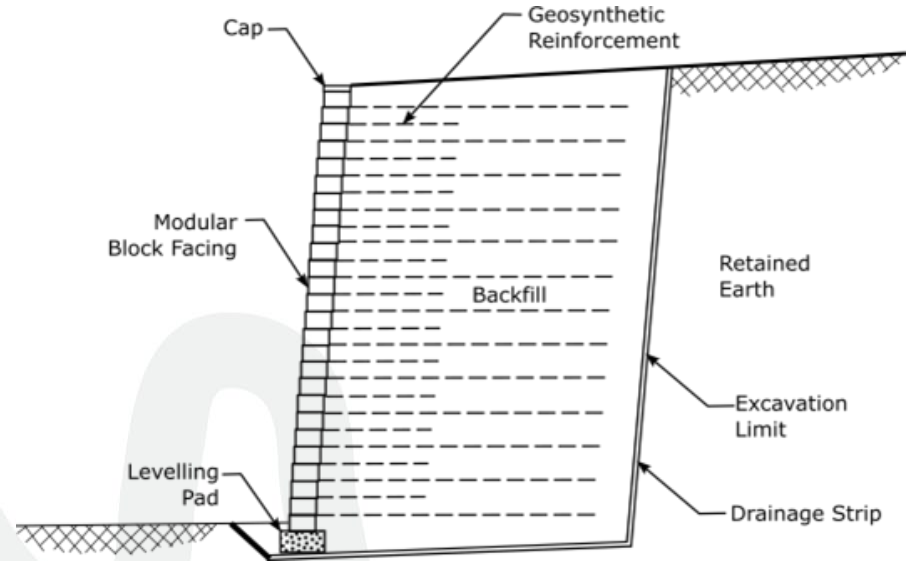 Cap
Geosynthetic
Reinforcement
Modular
Block Facing
Backfill
Retained
Earth
Excavation
Limit
Levelling
Pad
Drainage Strip